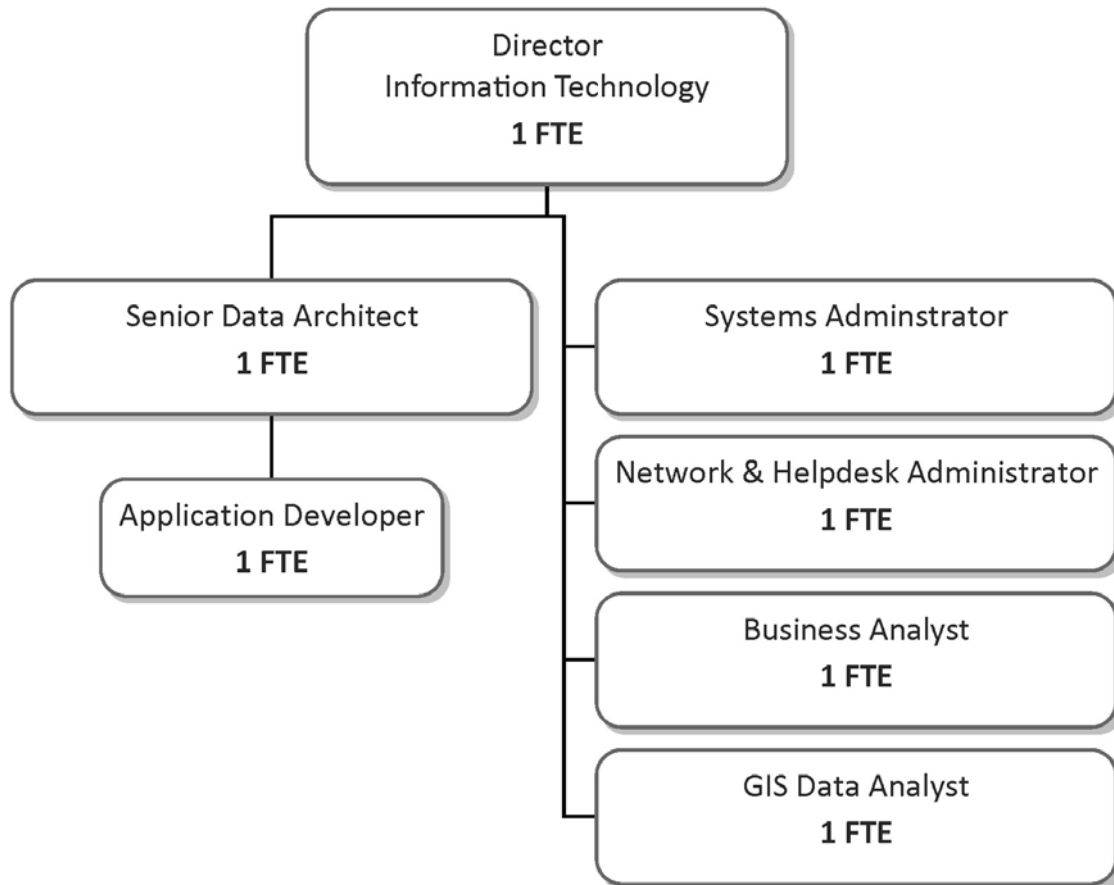 Director
Information Technology
1 FTE
Senior Data Architect
1 FTE
Application Developer
1 FTE
Systems Adminstrator
1 FTE
Network & Helpdesk Administrator
1 FTE
Business Analyst
1 FTE
GIS Data Analyst
1 FTE